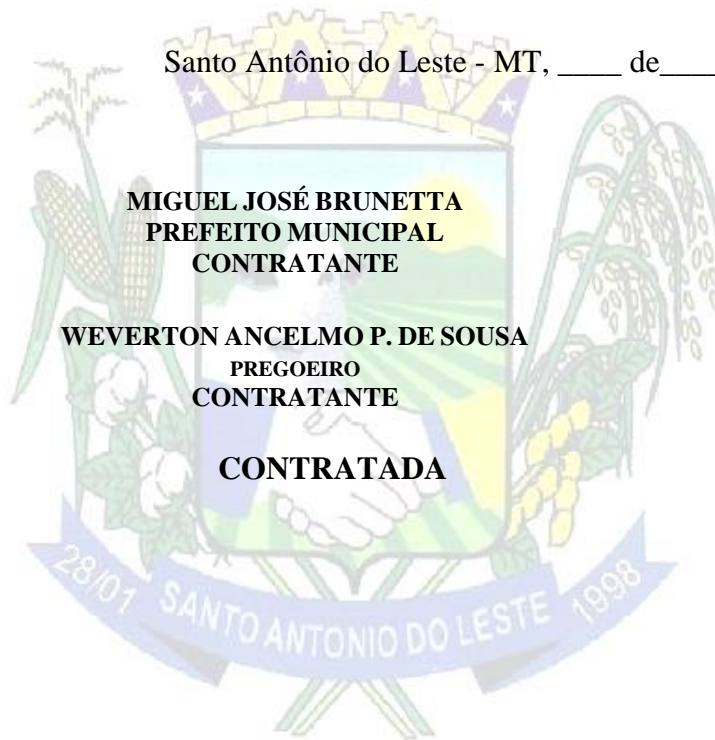 Santo Antônio do Leste - MT, ____ de____
MIGUEL JOSÉ BRUNETTA
PREFEITO MUNICIPAL
CONTRATANTE
WEVERTON ANCELMO P. DE SOUSA
PREGOEIRO
CONTRATANTE
CONTRATADA
28/01 SANTO ANTONIO DO LESTE 1998